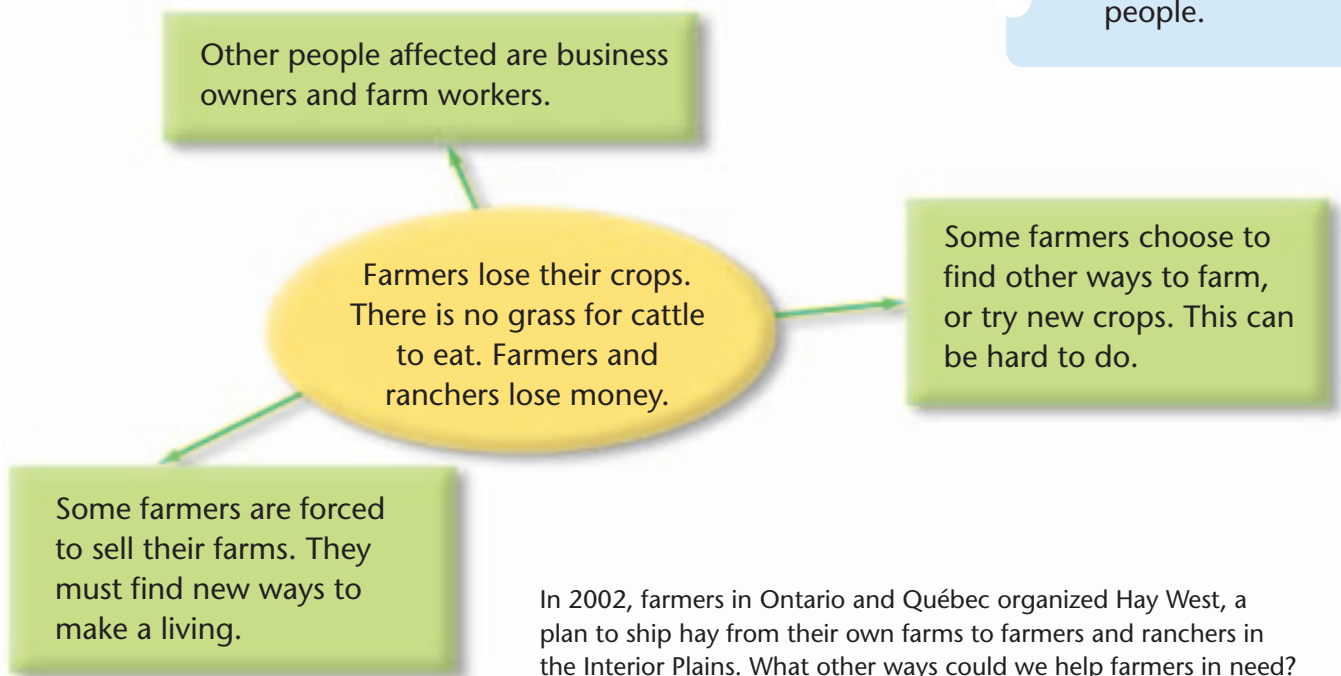 people.
Other people affected are business
owners and farm workers.
Farmers lose their crops.
There is no grass for cattle
to eat. Farmers and
ranchers lose money.
Some farmers choose to
find other ways to farm,
or try new crops. This can
be hard to do.
Some farmers are forced
to sell their farms. They
must find new ways to
make a living.
In 2002, farmers in Ontario and Québec organized Hay West, a
plan to ship hay from their own farms to farmers and ranchers in
the Interior Plains. What other ways could we help farmers in need?